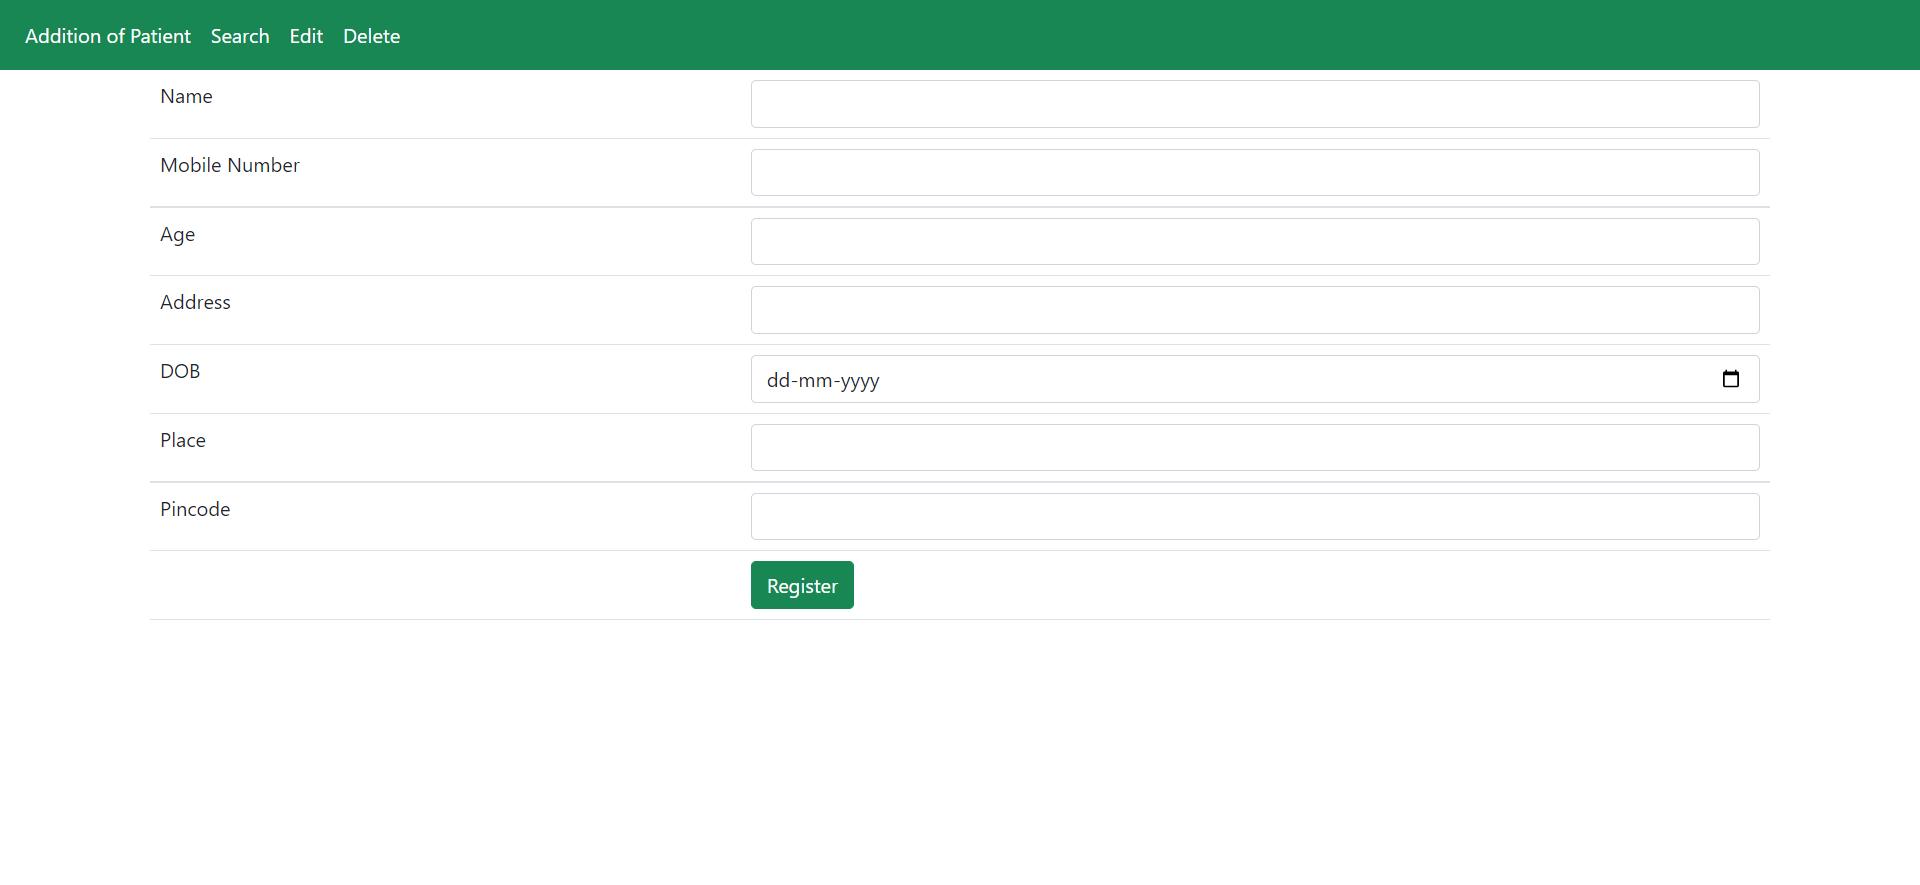 Addition of Patient Search Edit Delete
Name
Mobile Number
Age
Address
DOB dd-mm-yyyy
Place
Pincode
Register